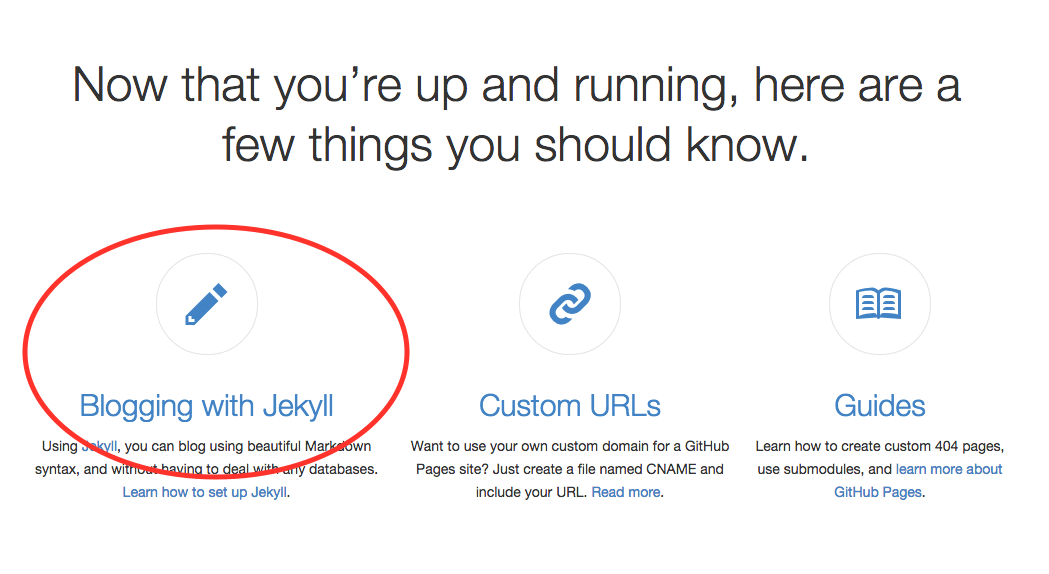 Now that you’re up and running, here are a
few things you should know.
Blogging with Jekyll
Using Jekyll, you can blog using beautiful Markdown
syntax, and without having to deal with any databases.
Learn how to set up Jekyll.
Custom URLs
Want to use your own custom domain for a GitHub
Pages site? Just create a file named CNAME and
include your URL. Read more.
Guides
Learn how to create custom 404 pages,
use submodules, and learn more about
GitHub Pages.